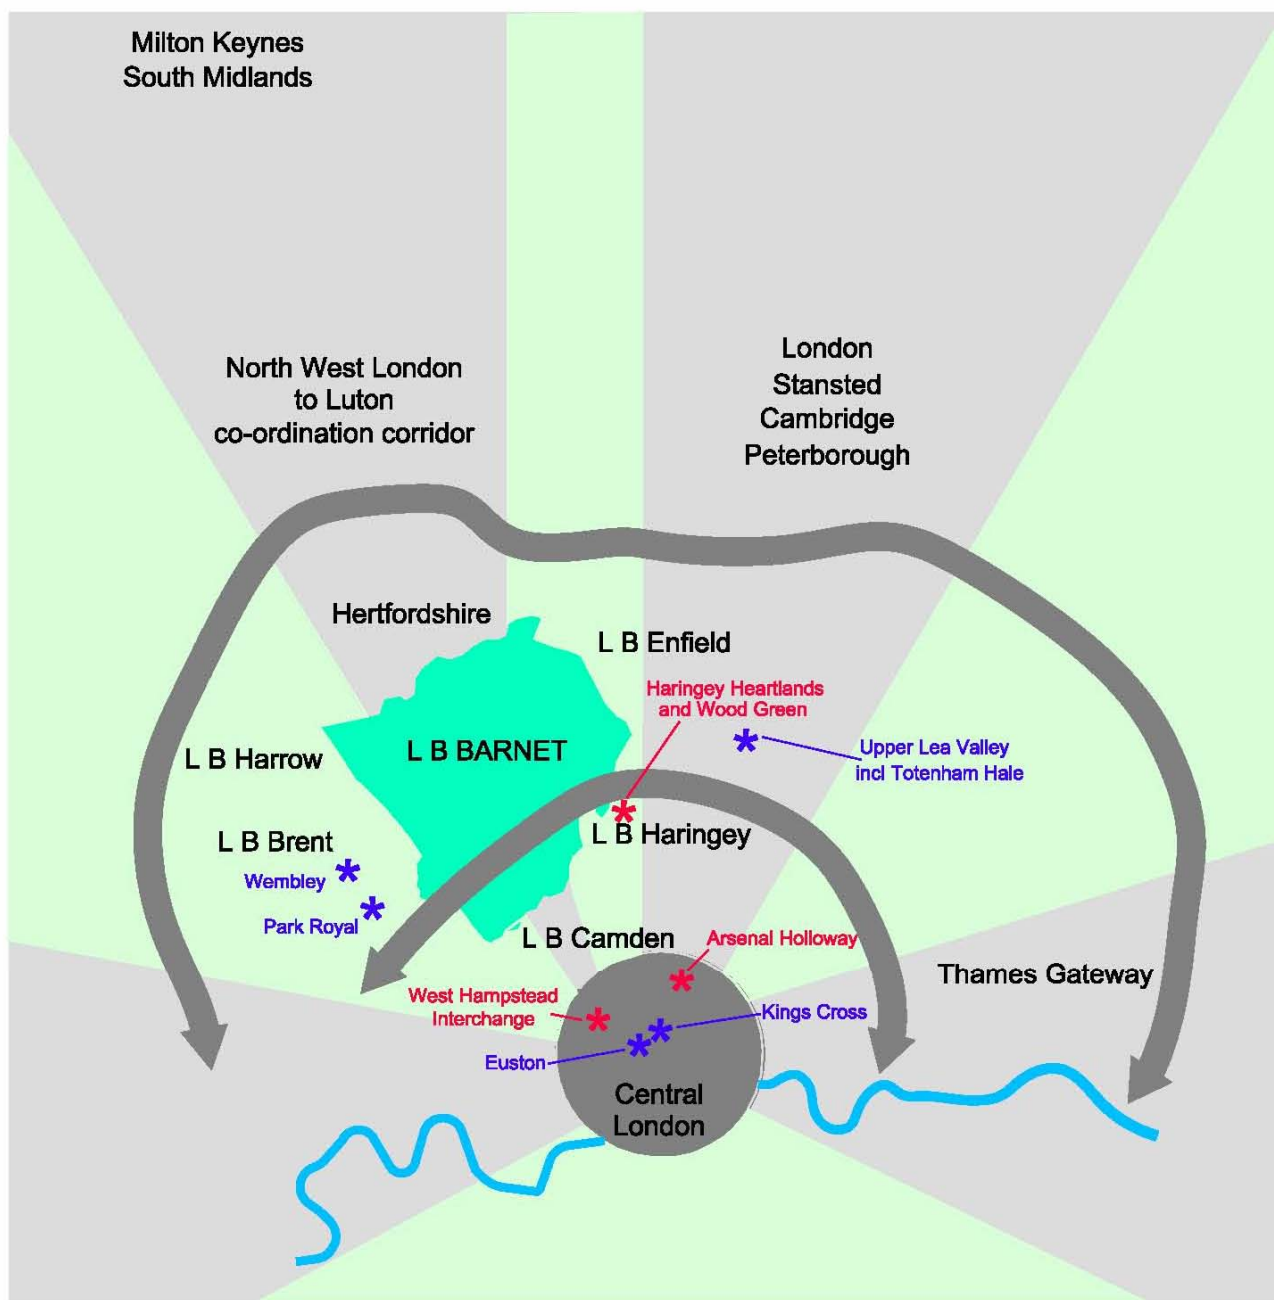 Milton Keynes
South Midlands
North West London
to Luton
co-ordination corridor
London
Stansted
Cambridge
Peterborough
Hertfordshire
L B Enfield
Haringey Heartlands
and Wood Green
L B Harrow
L B BARNET
Upper Lea Valley
incl Totenham Hale
L B Brent
L B Haringey
Wembley
Park Royal
L B Camden
Arsenal Holloway
Thames Gateway
West Hampstead
Interchange
Kings Cross
Euston
Central
London